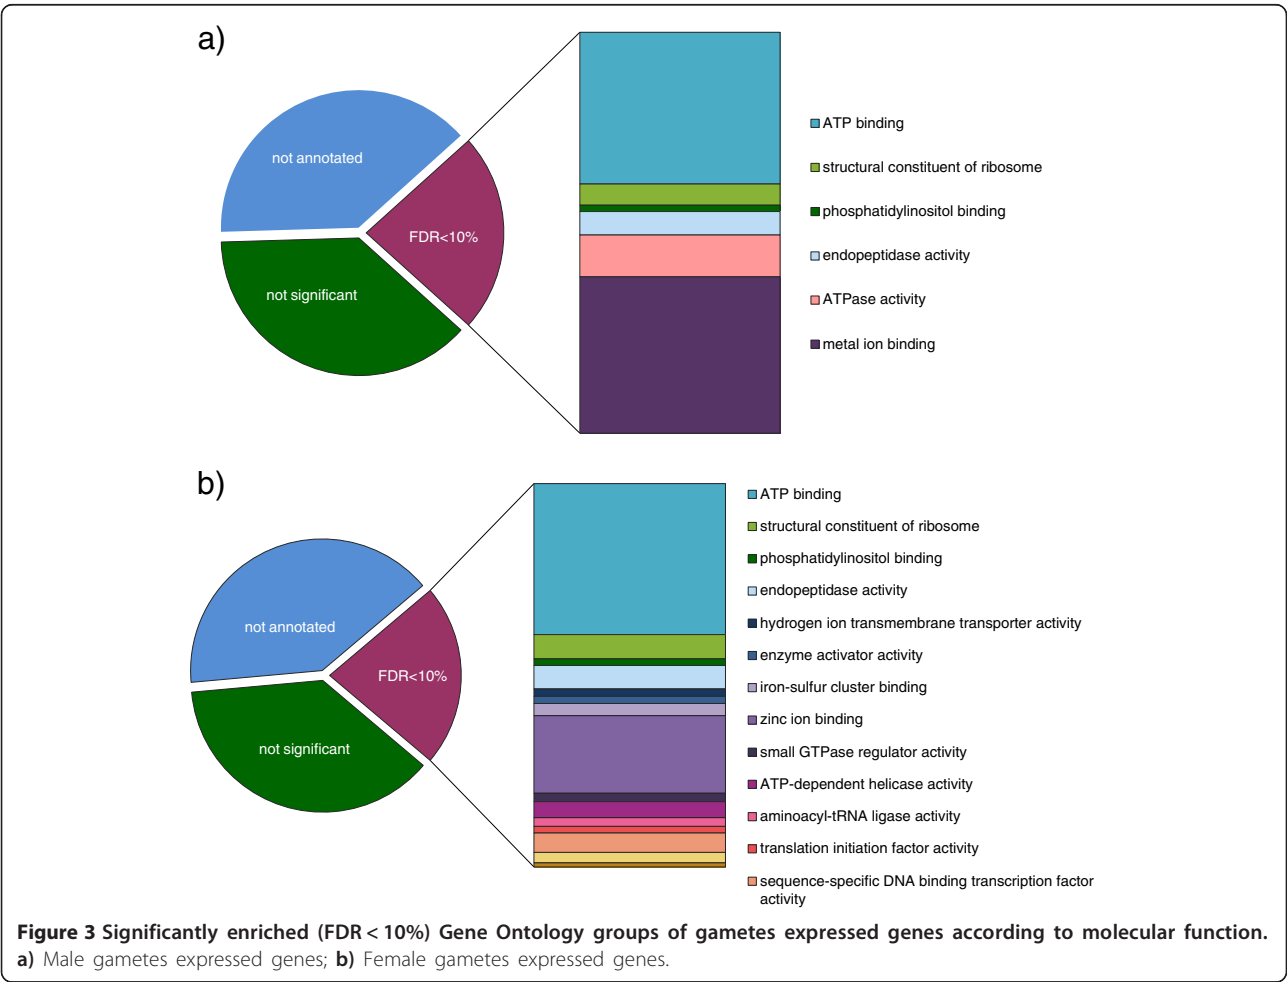 a)
not annotated
FDR<10%
not significant
ATP binding
structural constituent of ribosome
phosphatidylinositol binding
endopeptidase activity
ATPase activity
metal ion binding
b)
not annotated
FDR<10%
not significant
ATP binding
structural constituent of ribosome
phosphatidylinositol binding
endopeptidase activity
hydrogen ion transmembrane transporter activity
enzyme activator activity
iron-sulfur cluster binding
zinc ion binding
small GTPase regulator activity
ATP-dependent helicase activity
aminoacyl-tRNA ligase activity
translation initiation factor activity
sequence-specific DNA binding transcription factor
activity
Figure 3 Significantly enriched (FDR < 10%) Gene Ontology groups of gametes expressed genes according to molecular function.
a) Male gametes expressed genes; b) Female gametes expressed genes.